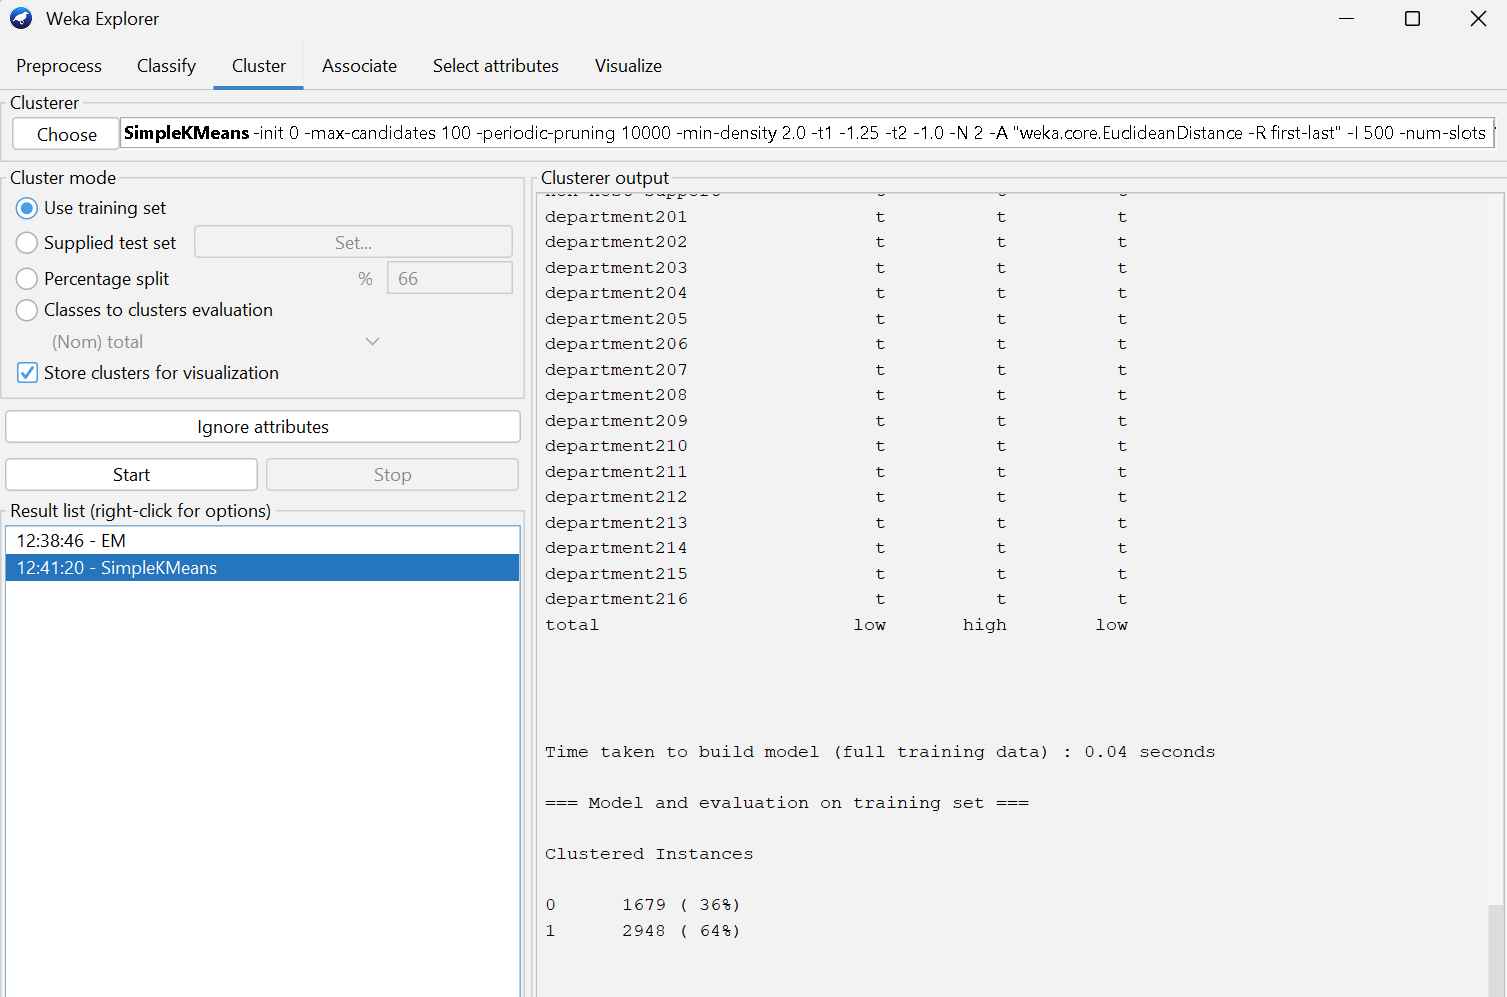 Weka Explorer
Preprocess Classify Cluster Associate Select attributes Visualize
Clusterer
Choose SimpleKMeans -init 0 -max-candidates 100 -periodic-pruning 10000 -min-density 2.0 -t1 -1.25 -t2 -1.0 -N 2 -A "weka.core.EuclideanDistance -R first-last" -I 500 -num-slots
Cluster mode
Use training set
Supplied test set Set...
Percentage split % 66
Classes to clusters evaluation
(Nom) total
Store clusters for visualization
Ignore attributes
Start Stop
Result list (right-click for options)
12:38:46 - EM
12:41:20 - SimpleKMeans
Clusterer output
department201 t t t
department202 t t t
department203 t t t
department204 t t t
department205 t t t
department206 t t t
department207 t t t
department208 t t t
department209 t t t
department210 t t t
department211 t t t
department212 t t t
department213 t t t
department214 t t t
department215 t t t
department216 t t t
total low high low
Time taken to build model (full training data) : 0.04 seconds
=== Model and evaluation on training set ===
Clustered Instances
0 1679 ( 36%)
1 2948 ( 64%)